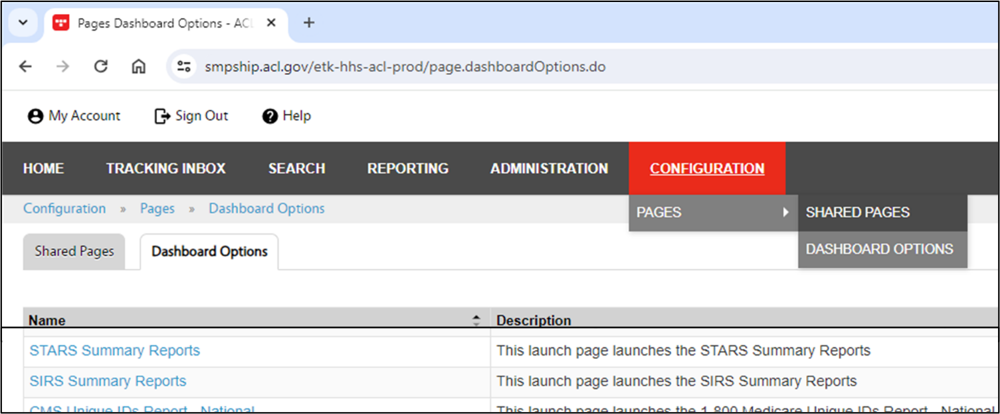 Pages Dashboard Options - ACL
smpship.acl.gov/etk-hhs-acl-prod/page.dashboardOptions.do
My Account Sign Out Help
HOME TRACKING INBOX SEARCH REPORTING ADMINISTRATION CONFIGURATION
Configuration » Pages » Dashboard Options
PAGES SHARED PAGES
DASHBOARD OPTIONS
Shared Pages Dashboard Options
Name Description
STARS Summary Reports This launch page launches the STARS Summary Reports
SIRS Summary Reports This launch page launches the SIRS Summary Reports
CMS Unique IDs Report - National This launch page launches the 1-800 Medicare Unique IDs Report - National